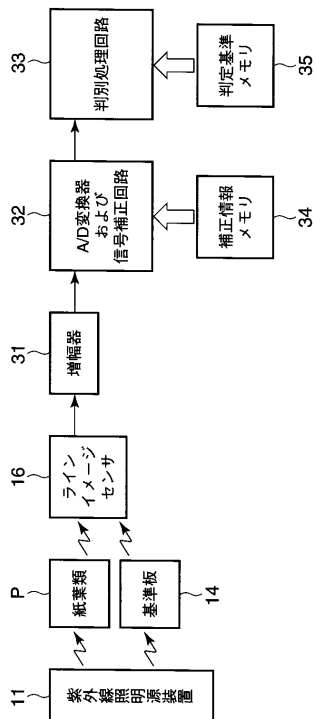 11
紫外線照明源装置
P
紙葉類
基準板
14
16
ライン
イメージ
センサ
31
増幅器
32
A/D変換器
および
信号補正回路
補正情報
メモリ
34
33
判別処理回路
判定基準
メモリ
35